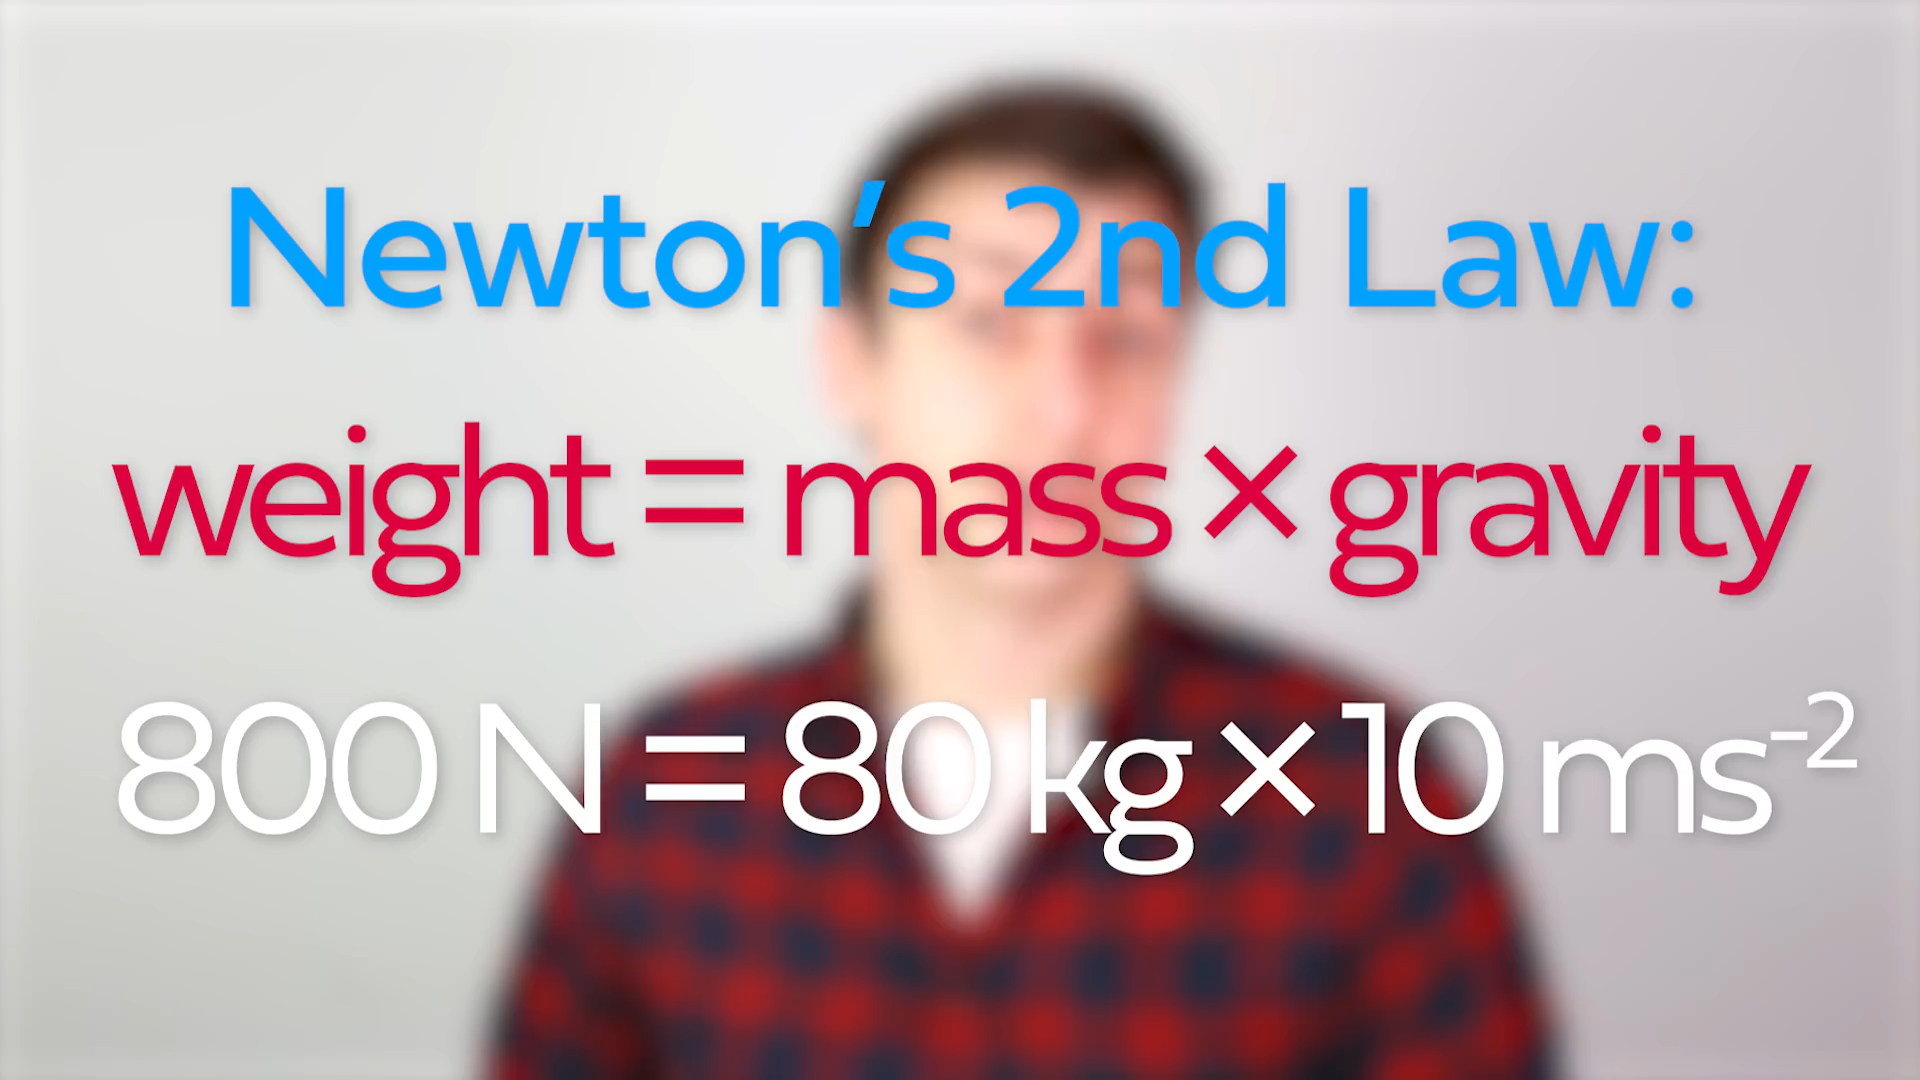 Newton's 2nd Law:
weight = mass × gravity
800 N = 80 kg × 10 ms⁻²